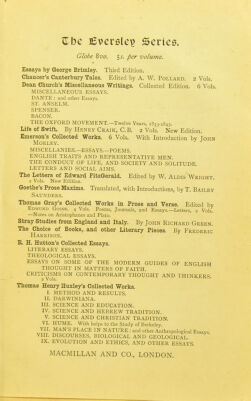 The Eversley Series.
Globe 8vo. 5s. per volume.
Essays by George Brimley. Third Edition.
Chaucer's Canterbury Tales. Edited by A. W. POLLARD. 2 Vols.
Dean Church's Miscellaneous Writings. Collected Edition. 6 Vols.
MISCELLANEOUS ESSAYS.
DANTE: and other Essays.
ST. ANSELM.
SPENSER.
BACON.
THE OXFORD MOVEMENT.—Twelve Years, 1833-1845.
Life of Swift. By HENRY CRAIK, C.B. 2 Vols. New Edition.
Emerson's Collected Works. 6 Vols. With Introduction by JOHN
MORLEY.
MISCELLANIES.—ESSAYS.—POEMS.
ENGLISH TRAITS AND REPRESENTATIVE MEN.
THE CONDUCT OF LIFE, AND SOCIETY AND SOLITUDE.
LETTERS AND SOCIAL AIMS.
The Letters of Edward Fitzgerald. Edited by W. ALDIS WRIGHT.
2 Vols. New Edition.
Goethe's Prose Maxims. Translated, with Introductions, by T. BAILEY
SAUNDERS.
Thomas Gray's Collected Works in Prose and Verse. Edited by
EDMUND GOSSE. 4 Vols. Poems, Journals, and Essays.—Letters, 2 Vols.
—Notes on Aristophanes and Plato.
Stray Studies from England and Italy. By JOHN RICHARD GREEN.
The Choice of Books, and other Literary Pieces. By FREDERIC
HARRISON.
R. H. Hutton's Collected Essays.
LITERARY ESSAYS.
THEOLOGICAL ESSAYS.
ESSAYS ON SOME OF THE MODERN GUIDES OF ENGLISH
THOUGHT IN MATTERS OF FAITH.
CRITICISMS ON CONTEMPORARY THOUGHT AND THINKERS.
2 Vols.
Thomas Henry Huxley's Collected Works.
I. METHOD AND RESULTS.
II. DARWINIANA.
III. SCIENCE AND EDUCATION.
IV. SCIENCE AND HEBREW TRADITION.
V. SCIENCE AND CHRISTIAN TRADITION.
VI. HUME. With helps to the Study of Berkeley.
VII. MAN'S PLACE IN NATURE: and other Anthropological Essays.
VIII. DISCOURSES, BIOLOGICAL AND GEOLOGICAL.
IX. EVOLUTION AND ETHICS, AND OTHER ESSAYS.
MACMILLAN AND CO., LONDON.